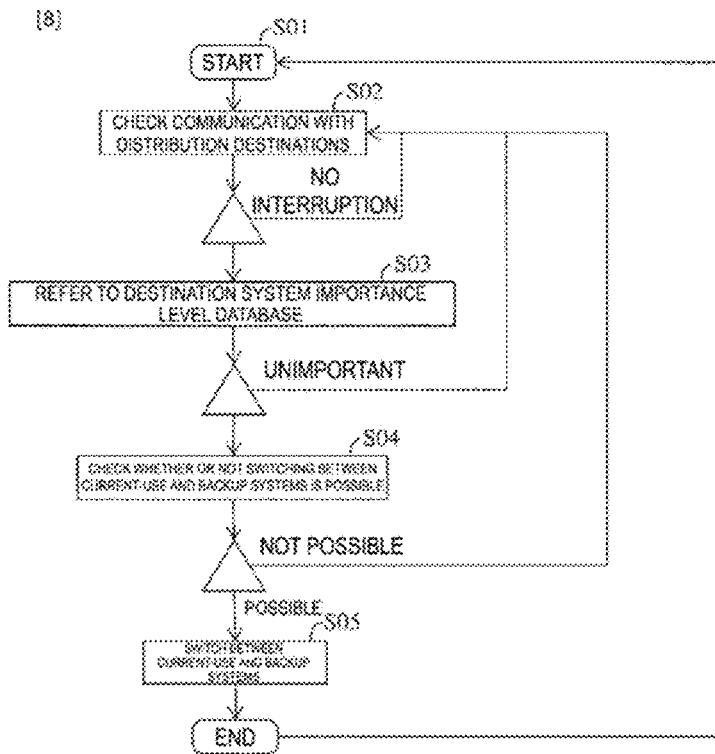 [8]
S01
START
S02
CHECK COMMUNICATION WITH
DISTRIBUTION DESTINATIONS
NO
INTERRUPTION
S03
REFER TO DESTINATION SYSTEM IMPORTANCE
LEVEL DATABASE
UNIMPORTANT
S04
CHECK WHETHER OR NOT SWITCHING BETWEEN
CURRENT-USE AND BACKUP SYSTEMS IS POSSIBLE
NOT POSSIBLE
POSSIBLE
S05
SWITCH BETWEEN
CURRENT-USE AND BACKUP
SYSTEMS
END